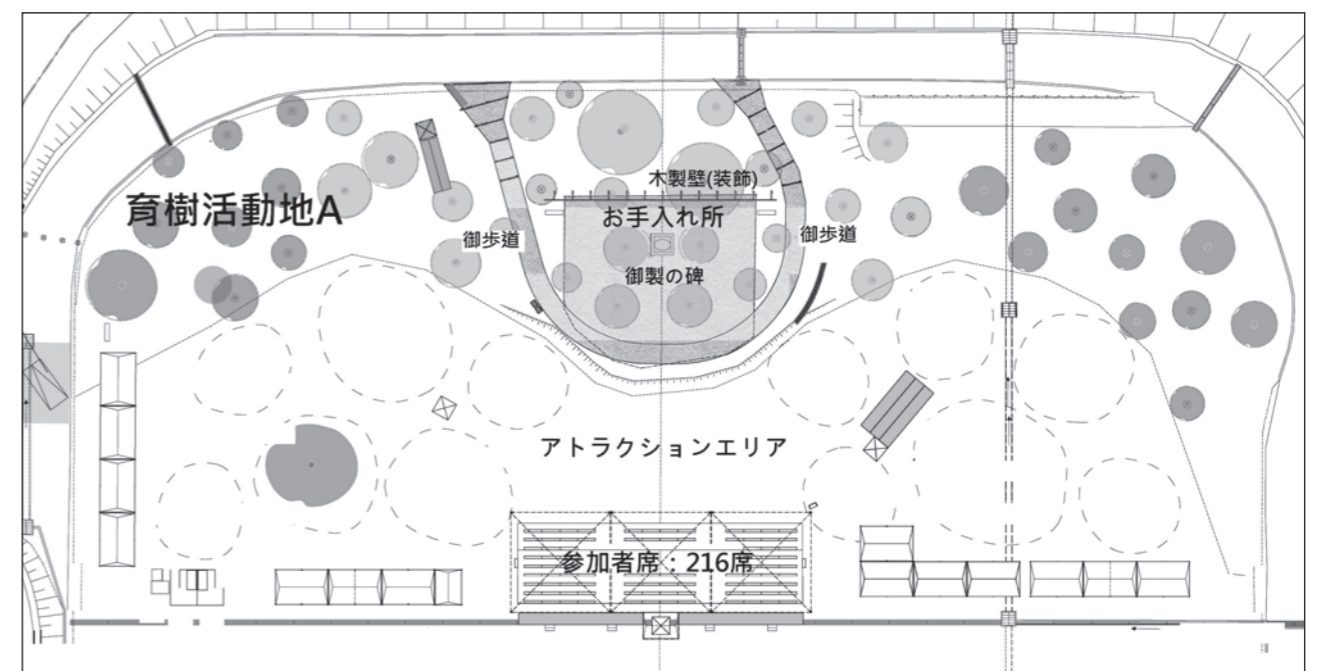 木製壁(装飾)
育樹活動地A
お手入れ所
御歩道
御歩道
御製の碑
アトラクションエリア
参加者席：216席